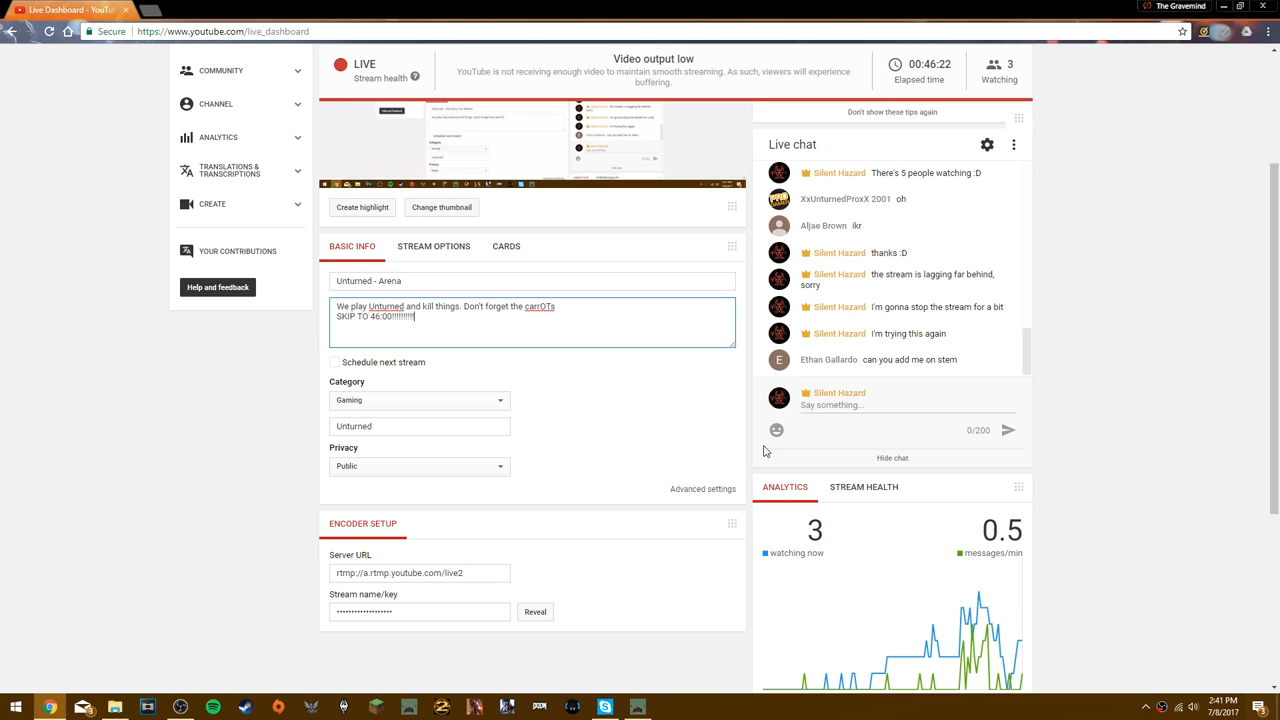 Live Dashboard - YouTu
The Gravemind
Secure
https://www.youtube.com/live_dashboard
COMMUNITY
CHANNEL
ANALYTICS
TRANSLATIONS &
TRANSCRIPTIONS
CREATE
YOUR CONTRIBUTIONS
Help and feedback
LIVE
Stream health
Video output low
YouTube is not receiving enough video to maintain smooth streaming. As such, viewers will experience
buffering.
00:46:22
Elapsed time
3
Watching
Create highlight
Change thumbnail
BASIC INFO
STREAM OPTIONS
CARDS
Unturned - Arena
We play Unturned and kill things. Don't forget the carrOTs
SKIP TO 46:00!!!!!!!!!!
Schedule next stream
Category
Gaming
Unturned
Privacy
Public
Advanced settings
ENCODER SETUP
Server URL
rtmp://a.rtmp.youtube.com/live2
Stream name/key
Reveal
Don't show these tips again
Live chat
Silent Hazard There's 5 people watching :D
XxUnturnedProxX 2001 oh
Aljae Brown ikr
Silent Hazard thanks :D
Silent Hazard the stream is lagging far behind,
sorry
Silent Hazard I'm gonna stop the stream for a bit
Silent Hazard I'm trying this again
E Ethan Gallardo can you add me on stem
Silent Hazard
Say something...
0/200
Hide chat
ANALYTICS
STREAM HEALTH
3
watching now
0.5
messages/min
2:41 PM
7/8/2017